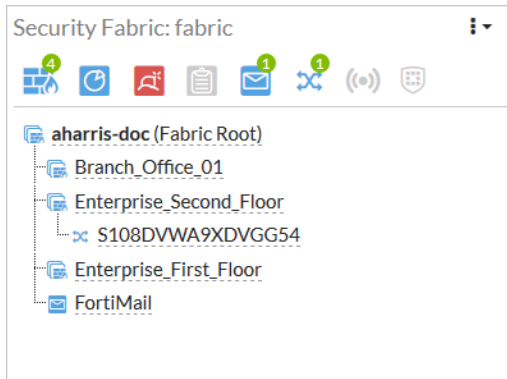 Security Fabric: fabric
4
1
1
aharris-doc (Fabric Root)
Branch_Office_01
Enterprise_Second_Floor
S108DVWA9XDVGG54
Enterprise_First_Floor
FortiMail